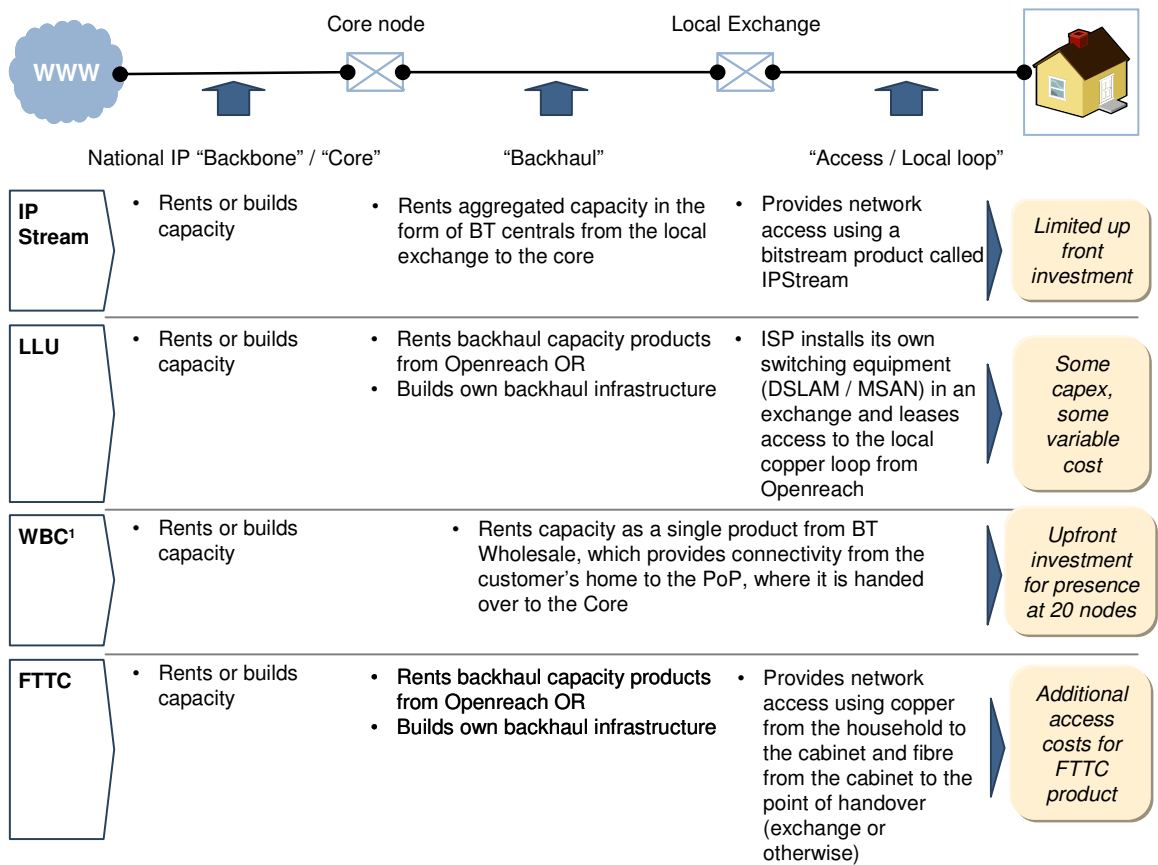 Core node
Local Exchange
WWW
National IP “Backbone” / “Core”
“Backhaul”
“Access / Local loop”
IP
Stream
• Rents or builds
capacity
• Rents aggregated capacity in the
form of BT centrals from the local
exchange to the core
• Provides network
access using a
bitstream product called
IPStream
Limited up
front
investment
LLU
• Rents or builds
capacity
• Rents backhaul capacity products
from Openreach OR
• Builds own backhaul infrastructure
• ISP installs its own
switching equipment
(DSLAM / MSAN) in an
exchange and leases
access to the local
copper loop from
Openreach
Some
capex,
some
variable
cost
WBC¹
• Rents or builds
capacity
• Rents capacity as a single product from BT
Wholesale, which provides connectivity from the
customer’s home to the PoP, where it is handed
over to the Core
Upfront
investment
for presence
at 20 nodes
FTTC
• Rents or builds
capacity
• Rents backhaul capacity products
from Openreach OR
• Builds own backhaul infrastructure
• Provides network
access using copper
from the household to
the cabinet and fibre
from the cabinet to the
point of handover
(exchange or
otherwise)
Additional
access
costs for
FTTC
product